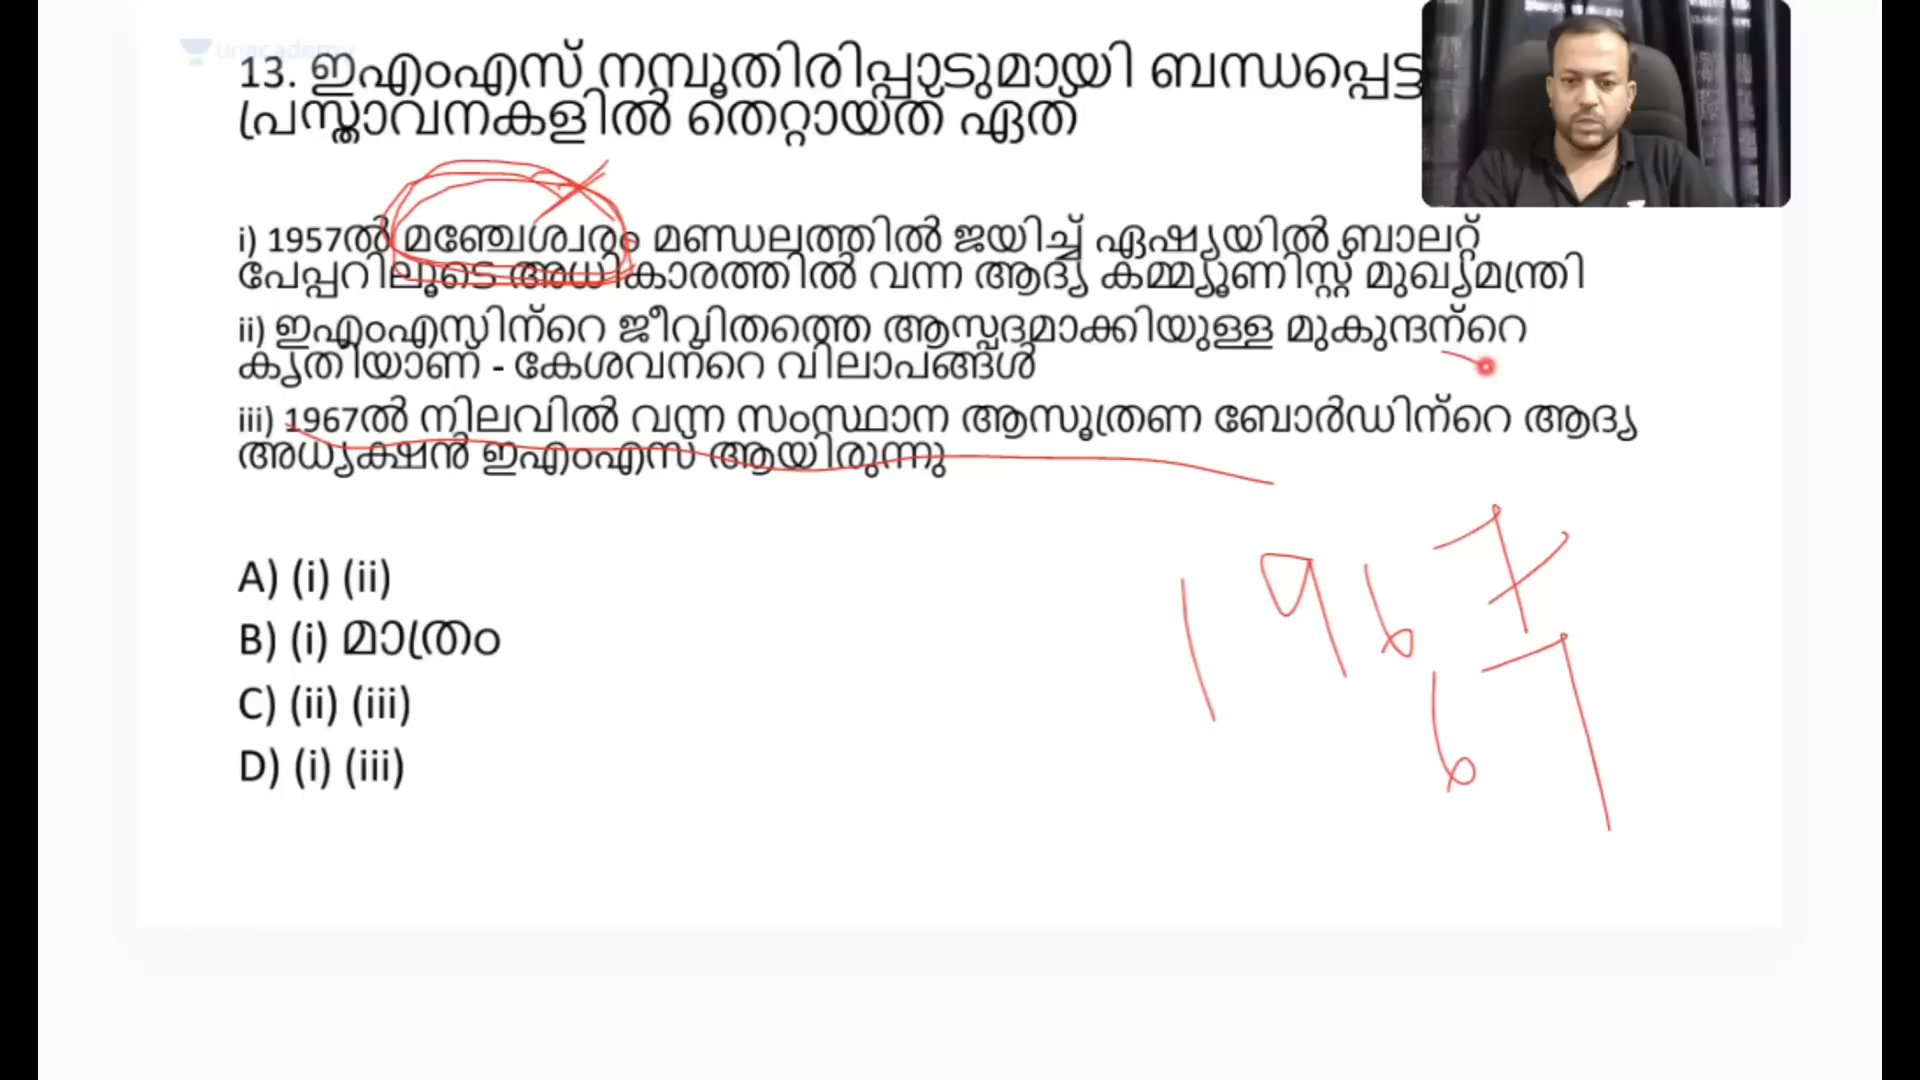 unacademy
13. ഇഎംഎസ് നമ്പൂതിരിപ്പാടുമായി ബന്ധപ്പെട്ട
പ്രസ്താവനകളിൽ തെറ്റായത് ഏത്
i) 1957ൽ മഞ്ചേശ്വരം മണ്ഡലത്തിൽ ജയിച്ച് ഏഷ്യയിൽ ബാലറ്റ്
പേപ്പറിലൂടെ അധികാരത്തിൽ വന്ന ആദ്യ കമ്മ്യൂണിസ്റ്റ് മുഖ്യമന്ത്രി
ii) ഇഎംഎസിന്റെ ജീവിതത്തെ ആസ്പദമാക്കിയുള്ള മുകുന്ദന്റെ
കൃതിയാണ് - കേശവന്റെ വിലാപങ്ങൾ
iii) 1967ൽ നിലവിൽ വന്ന സംസ്ഥാന ആസൂത്രണ ബോർഡിന്റെ ആദ്യ
അധ്യക്ഷൻ ഇഎംഎസ് ആയിരുന്നു
1967
67
A) (i) (ii)
B) (i) മാത്രം
C) (ii) (iii)
D) (i) (iii)